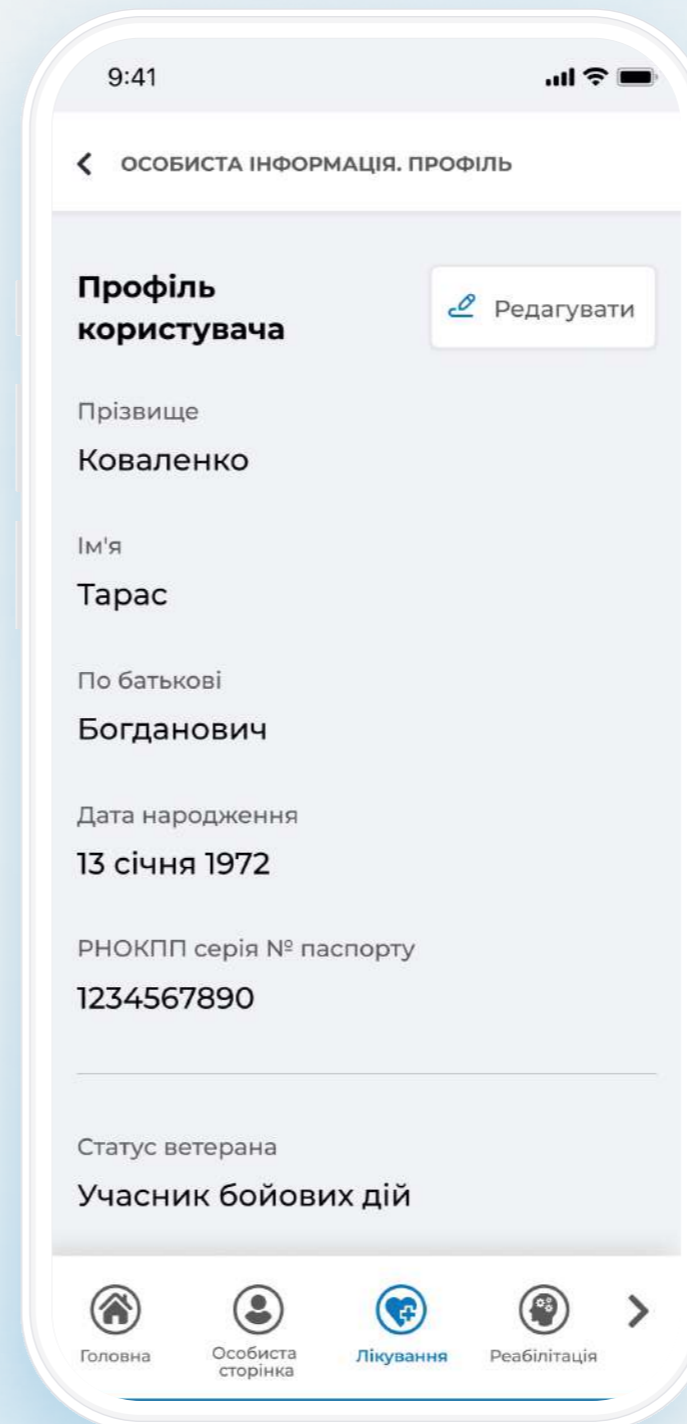 9:41
ОСОБИСТА ІНФОРМАЦІЯ. ПРОФІЛЬ
Профіль
користувача
Редагувати
Прізвище
Коваленко
Ім'я
Тарас
По батькові
Богданович
Дата народження
13 січня 1972
РНОКПП серія № паспорту
1234567890
Статус ветерана
Учасник бойових дій
Головна
Особиста
сторінка
Лікування
Реабілітація